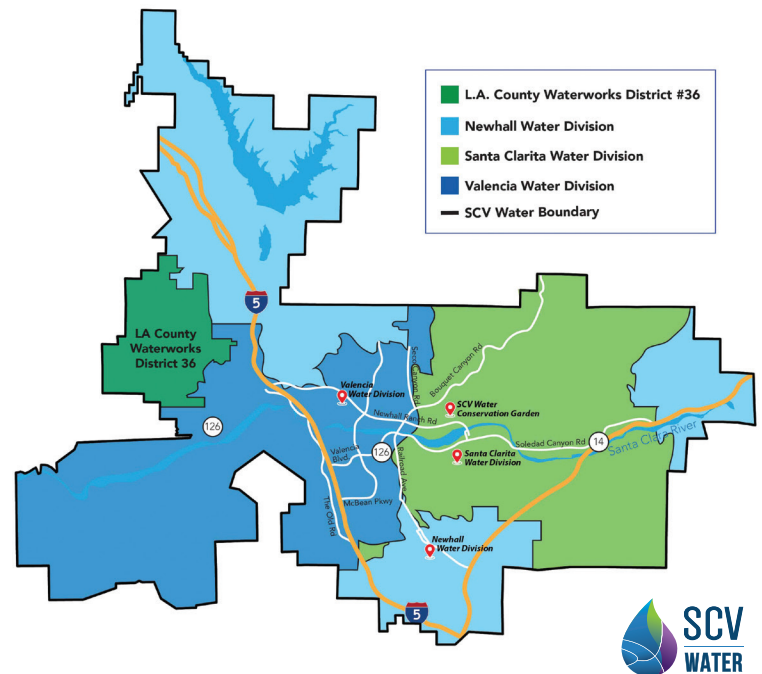 L.A. County Waterworks District #36
Newhall Water Division
Santa Clarita Water Division
Valencia Water Division
SCV Water Boundary
5
LA County
Waterworks
District 36
Secco Canyon Rd
Bouquet Canyon Rd
Valencia
Water Division
SCV Water
Conservation Garden
Newhall Ranch Rd
126
14
Soledad Canyon Rd
Santa Clara River
Valencia
Blvd
126
Santa Clarita
Water Division
Railroad Ave
McBean Pkwy
The Old Rd
Newhall
Water Division
5
SCV
WATER